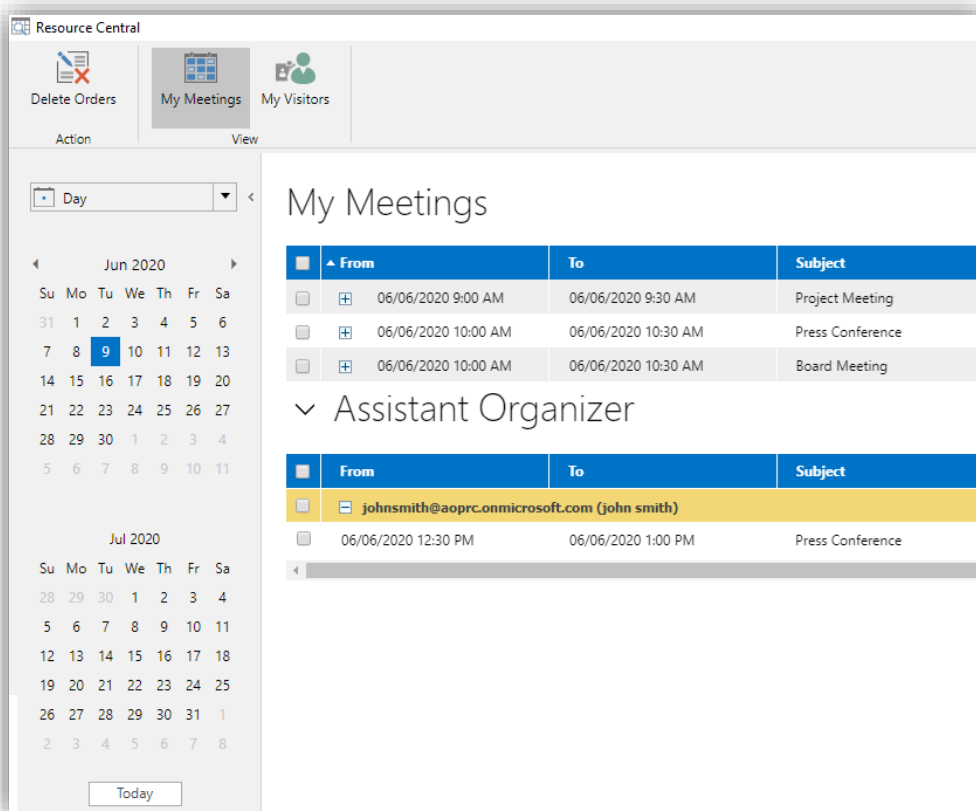 Resource Central
Delete Orders My Meetings My Visitors
Action View
Day
Jun 2020
Su Mo Tu We Th Fr Sa
31 1 2 3 4 5 6
7 8 9 10 11 12 13
14 15 16 17 18 19 20
21 22 23 24 25 26 27
28 29 30 1 2 3 4
5 6 7 8 9 10 11
Jul 2020
Su Mo Tu We Th Fr Sa
28 29 30 1 2 3 4
5 6 7 8 9 10 11
12 13 14 15 16 17 18
19 20 21 22 23 24 25
26 27 28 29 30 31 1
2 3 4 5 6 7 8
Today
My Meetings
From To Subject
06/06/2020 9:00 AM 06/06/2020 9:30 AM Project Meeting
06/06/2020 10:00 AM 06/06/2020 10:30 AM Press Conference
06/06/2020 10:00 AM 06/06/2020 10:30 AM Board Meeting
Assistant Organizer
From To Subject
johnsmith@aoprc.onmicrosoft.com (john smith)
06/06/2020 12:30 PM 06/06/2020 1:00 PM Press Conference